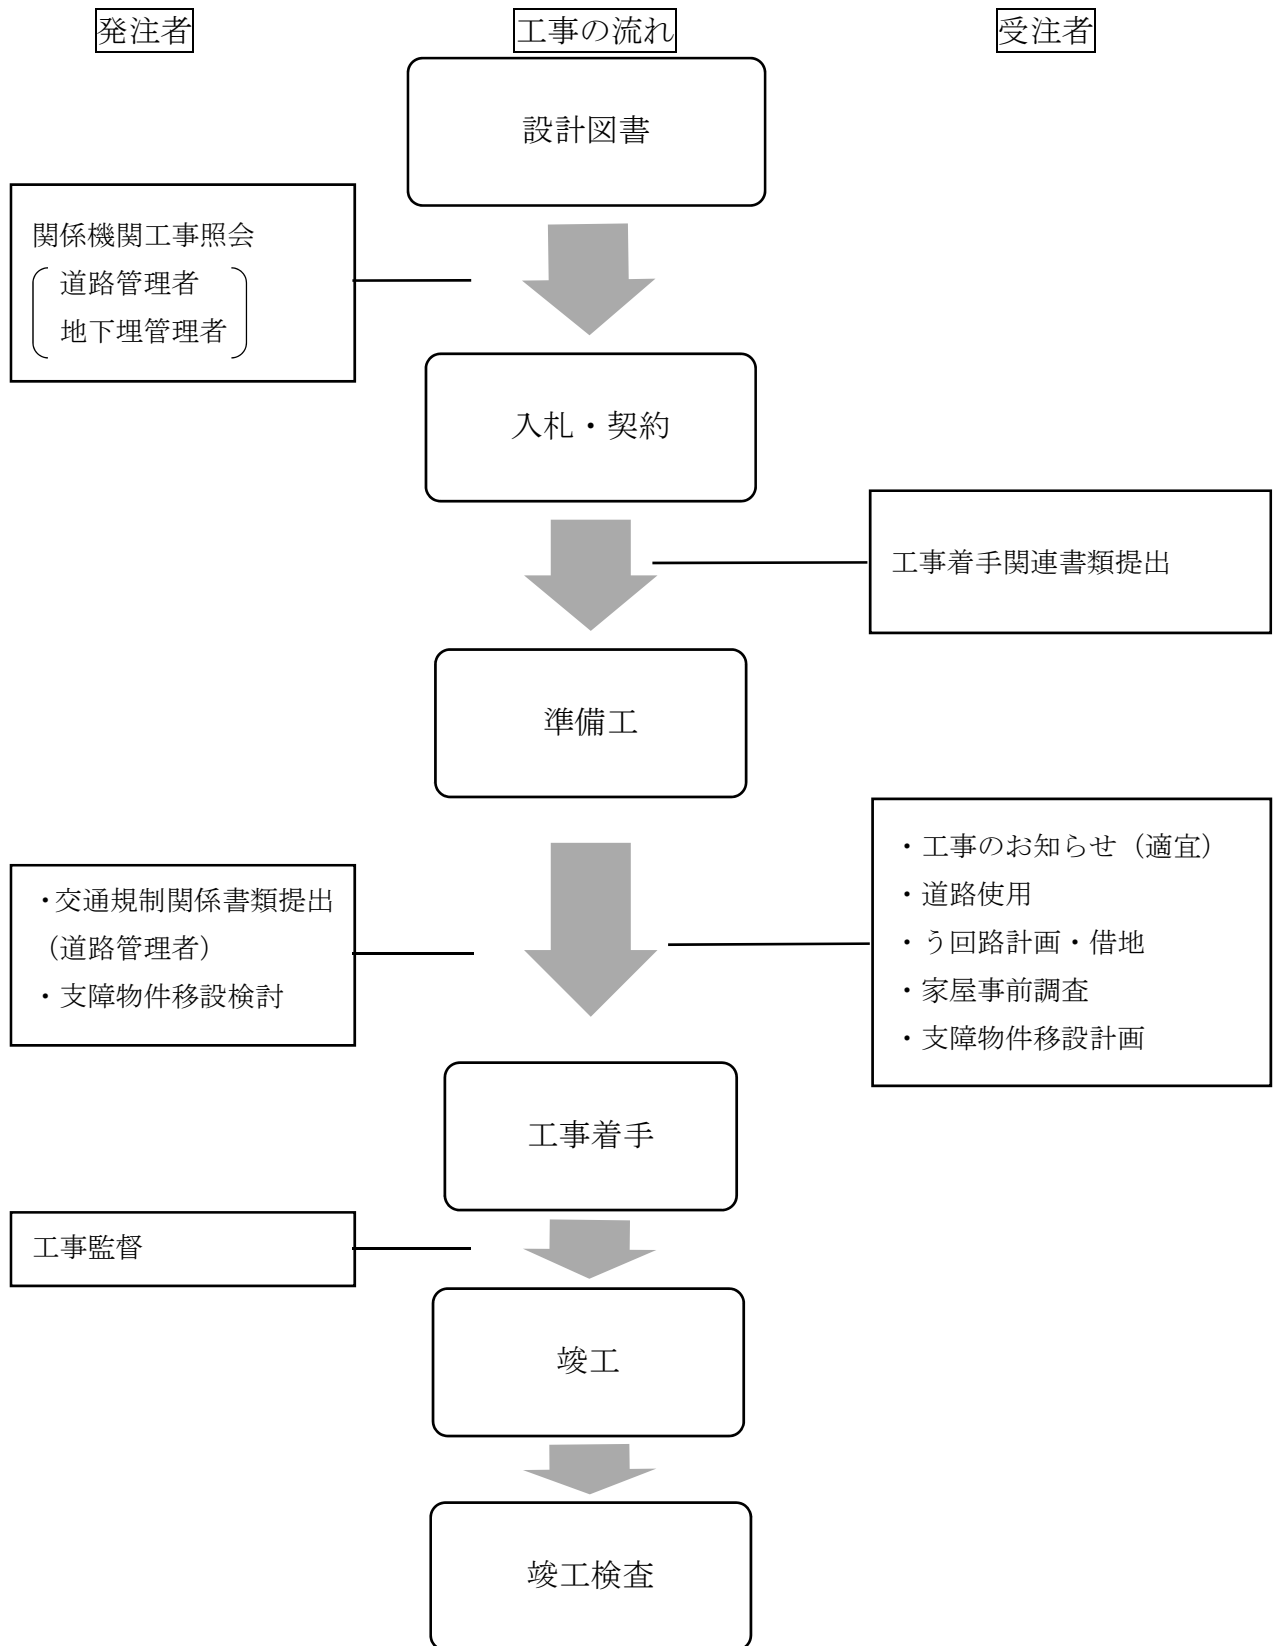 発注者
工事の流れ
受注者
設計図書
関係機関工事照会
道路管理者
地下埋管理者
入札・契約
工事着手関連書類提出
準備工
・交通規制関係書類提出
（道路管理者）
・支障物件移設検討
・工事のお知らせ（適宜）
・道路使用
・う回路計画・借地
・家屋事前調査
・支障物件移設計画
工事着手
工事監督
竣工
竣工検査